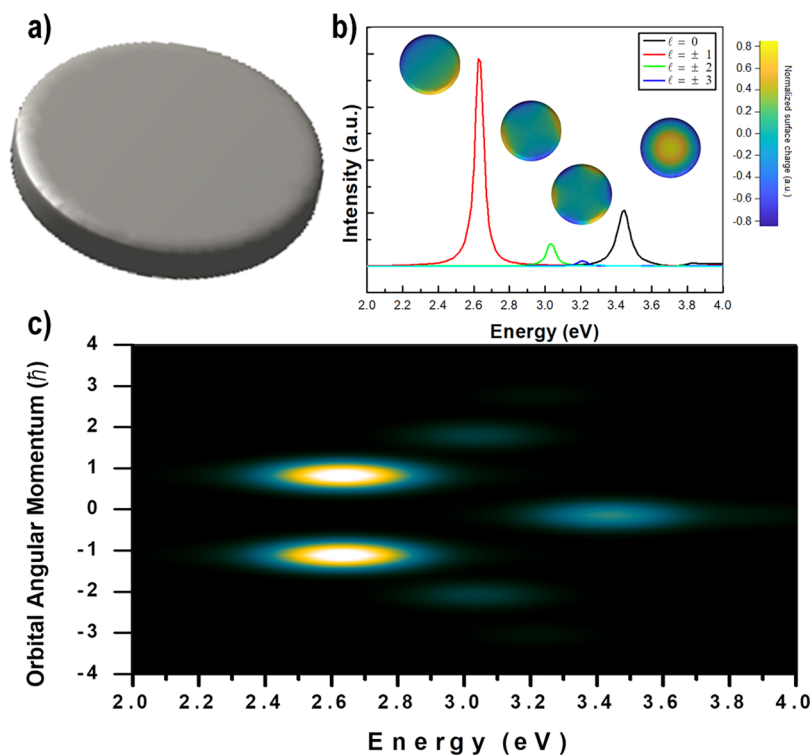 a)
b)
ℓ = 0
ℓ = ± 1
ℓ = ± 2
ℓ = ± 3
Intensity (a.u.)
2.0 2.2 2.4 2.6 2.8 3.0 3.2 3.4 3.6 3.8 4.0
Energy (eV)
0.8
0.6
0.4
0.2
0.0
-0.2
-0.4
-0.6
-0.8
Normalized surface charge (a.u.)
c)
Orbital Angular Momentum (ℏ)
4
3
2
1
0
-1
-2
-3
-4
2.0 2.2 2.4 2.6 2.8 3.0 3.2 3.4 3.6 3.8 4.0
Energy (eV)